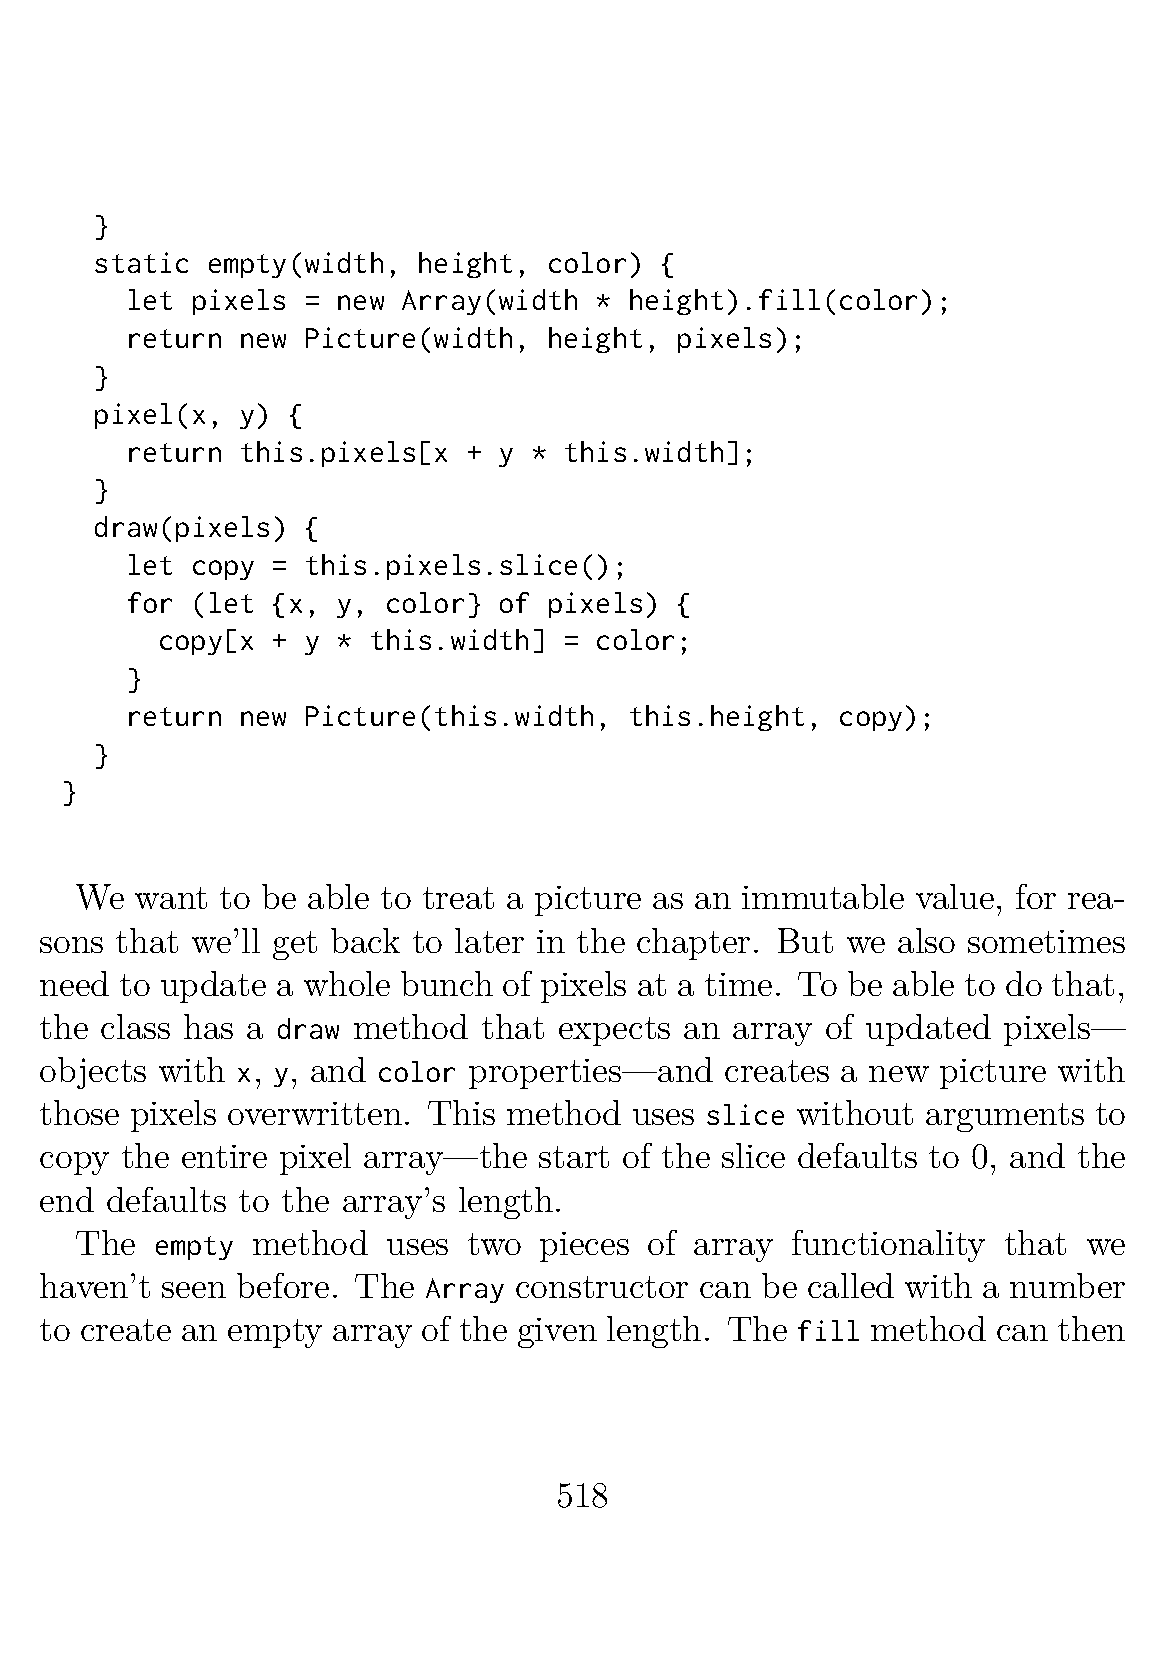 }
static empty(width, height, color) {
let pixels = new Array(width * height).fill(color);
return new Picture(width, height, pixels);
}
pixel(x, y) {
return this.pixels[x + y * this.width];
}
draw(pixels) {
let copy = this.pixels.slice();
for (let {x, y, color} of pixels) {
copy[x + y * this.width] = color;
}
return new Picture(this.width, this.height, copy);
}
}
We want to be able to treat a picture as an immutable value, for rea-
sons that we’ll get back to later in the chapter. But we also sometimes
need to update a whole bunch of pixels at a time. To be able to do that,
the class has a draw method that expects an array of updated pixels—
objects with x, y, and color properties—and creates a new picture with
those pixels overwritten. This method uses slice without arguments to
copy the entire pixel array—the start of the slice defaults to 0, and the
end defaults to the array’s length.
The empty method uses two pieces of array functionality that we
haven’t seen before. The Array constructor can be called with a number
to create an empty array of the given length. The fill method can then
518